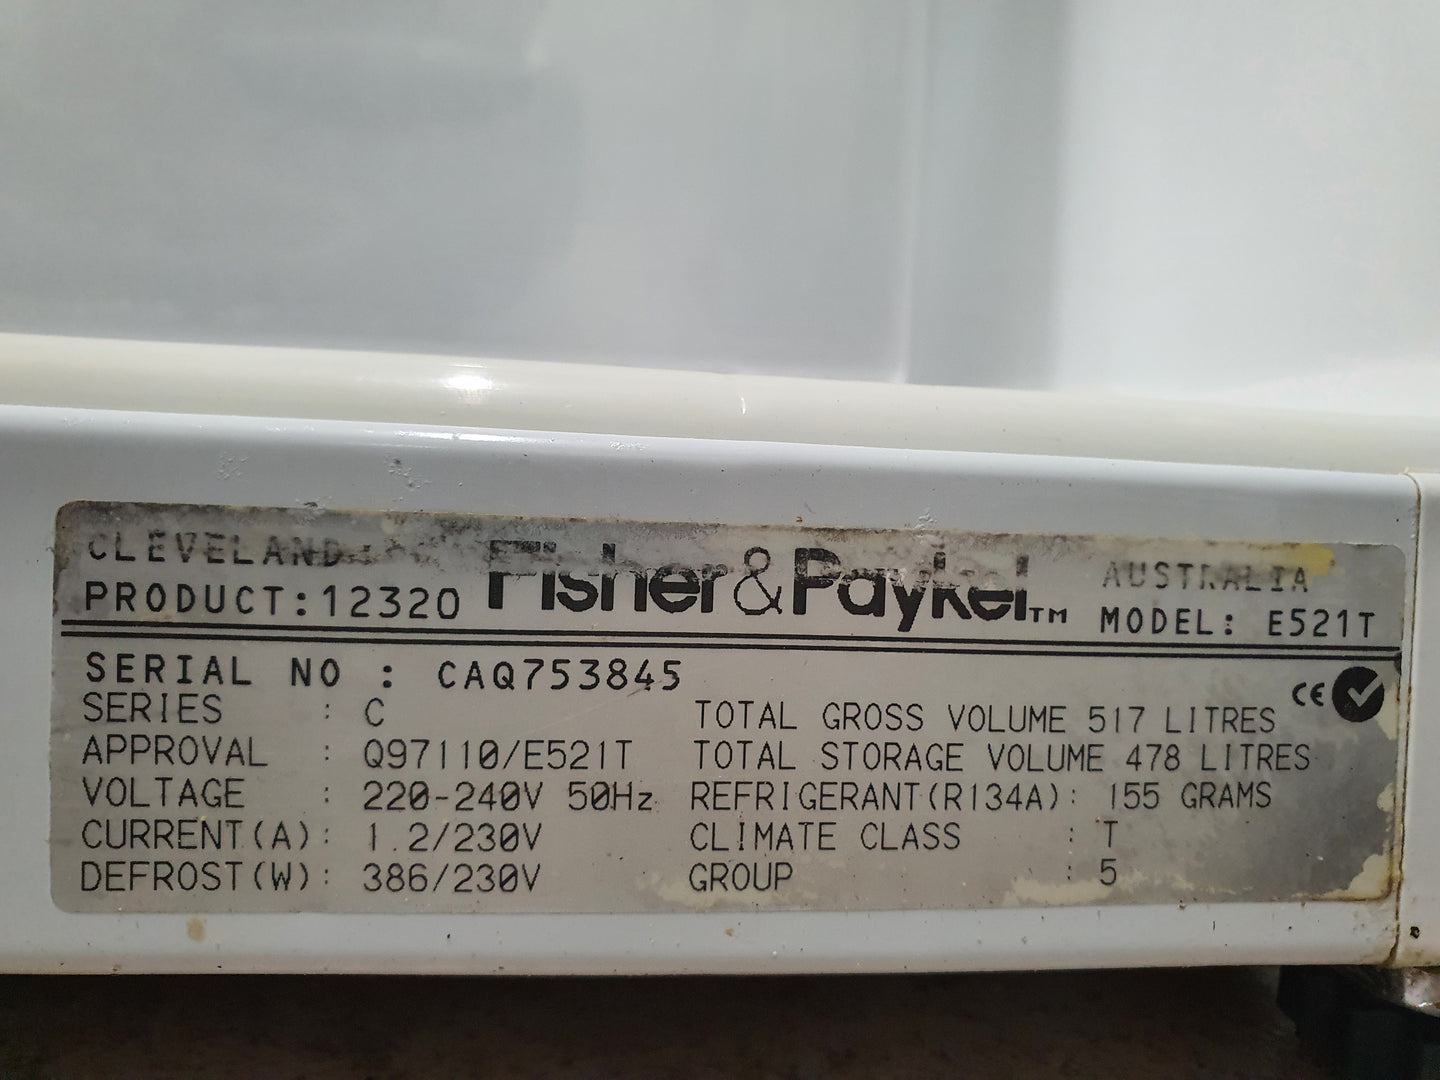 CLEVELAND
Fisher&Paykel™
AUSTRALIA
PRODUCT:12320
MODEL: E521T
SERIAL NO : CAQ753845
CE
SERIES : C
TOTAL GROSS VOLUME 517 LITRES
APPROVAL : Q97110/E521T
TOTAL STORAGE VOLUME 478 LITRES
VOLTAGE : 220-240V 50Hz
REFRIGERANT(R134A): 155 GRAMS
CURRENT(A): 1.2/230V
CLIMATE CLASS : T
DEFROST(W): 386/230V
GROUP : 5